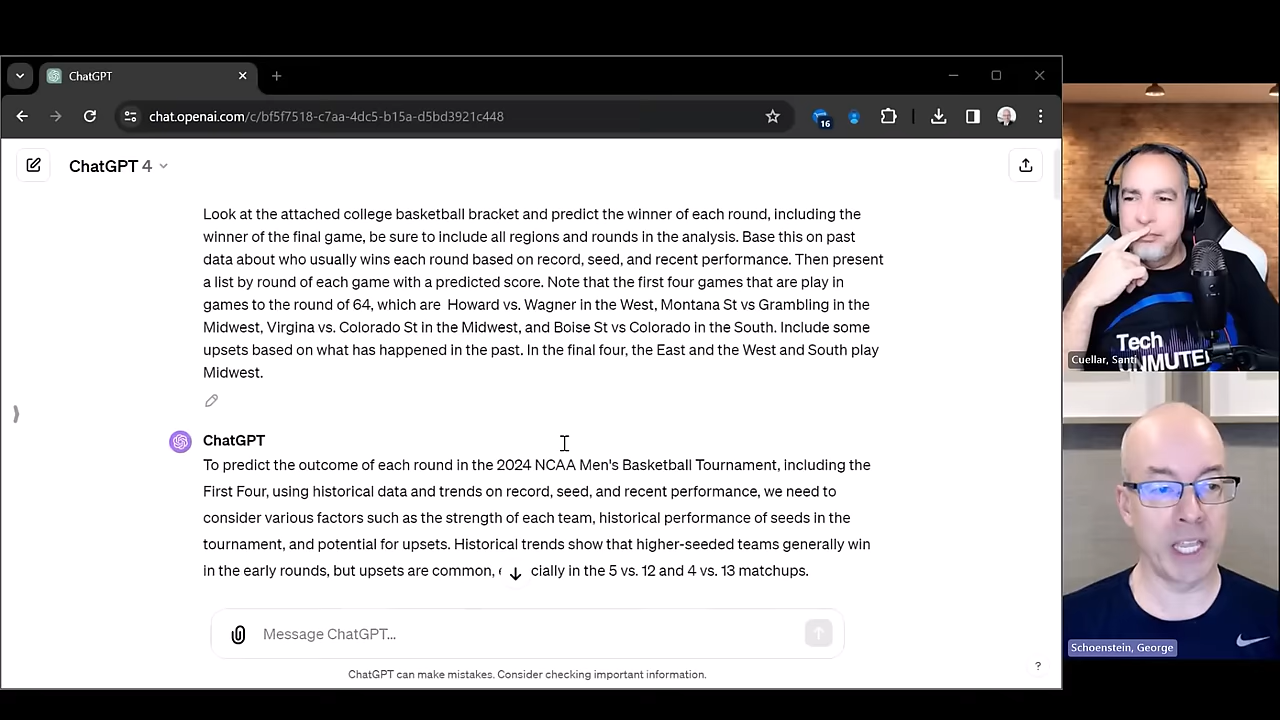 ChatGPT
chat.openai.com/c/bf5f7518-c7aa-4dc5-b15a-d5bd3921c448
16
ChatGPT 4
Look at the attached college basketball bracket and predict the winner of each round, including the
winner of the final game, be sure to include all regions and rounds in the analysis. Base this on past
data about who usually wins each round based on record, seed, and recent performance. Then present
a list by round of each game with a predicted score. Note that the first four games that are play in
games to the round of 64, which are Howard vs. Wagner in the West, Montana St vs Grambling in the
Midwest, Virgina vs. Colorado St in the Midwest, and Boise St vs Colorado in the South. Include some
upsets based on what has happened in the past. In the final four, the East and the West and South play
Midwest.
ChatGPT
To predict the outcome of each round in the 2024 NCAA Men's Basketball Tournament, including the
First Four, using historical data and trends on record, seed, and recent performance, we need to
consider various factors such as the strength of each team, historical performance of seeds in the
tournament, and potential for upsets. Historical trends show that higher-seeded teams generally win
in the early rounds, but upsets are common, cially in the 5 vs. 12 and 4 vs. 13 matchups.
Message ChatGPT...
ChatGPT can make mistakes. Consider checking important information.
?
Tech
UNMUTED
Cuellar, Santi
Schoenstein, George